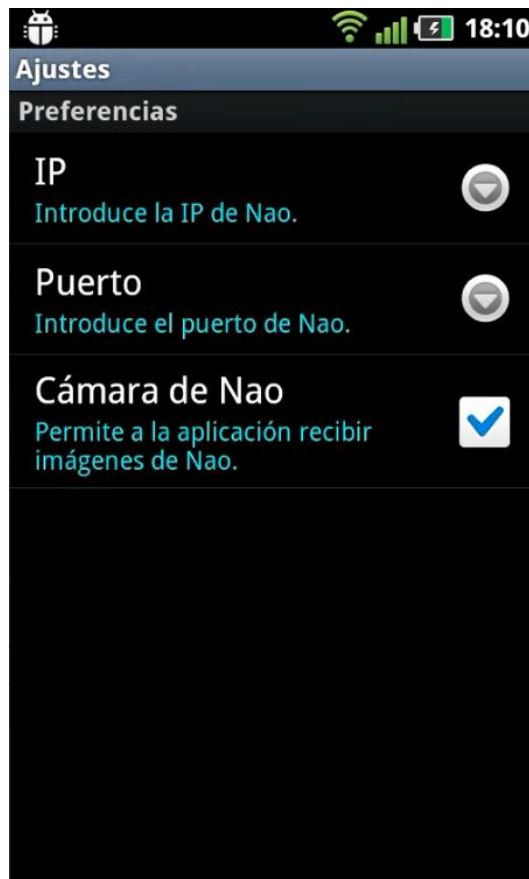 18:10
Ajustes
Preferencias
IP
Introduce la IP de Nao.
Puerto
Introduce el puerto de Nao.
Cámara de Nao
Permite a la aplicación recibir
imágenes de Nao.